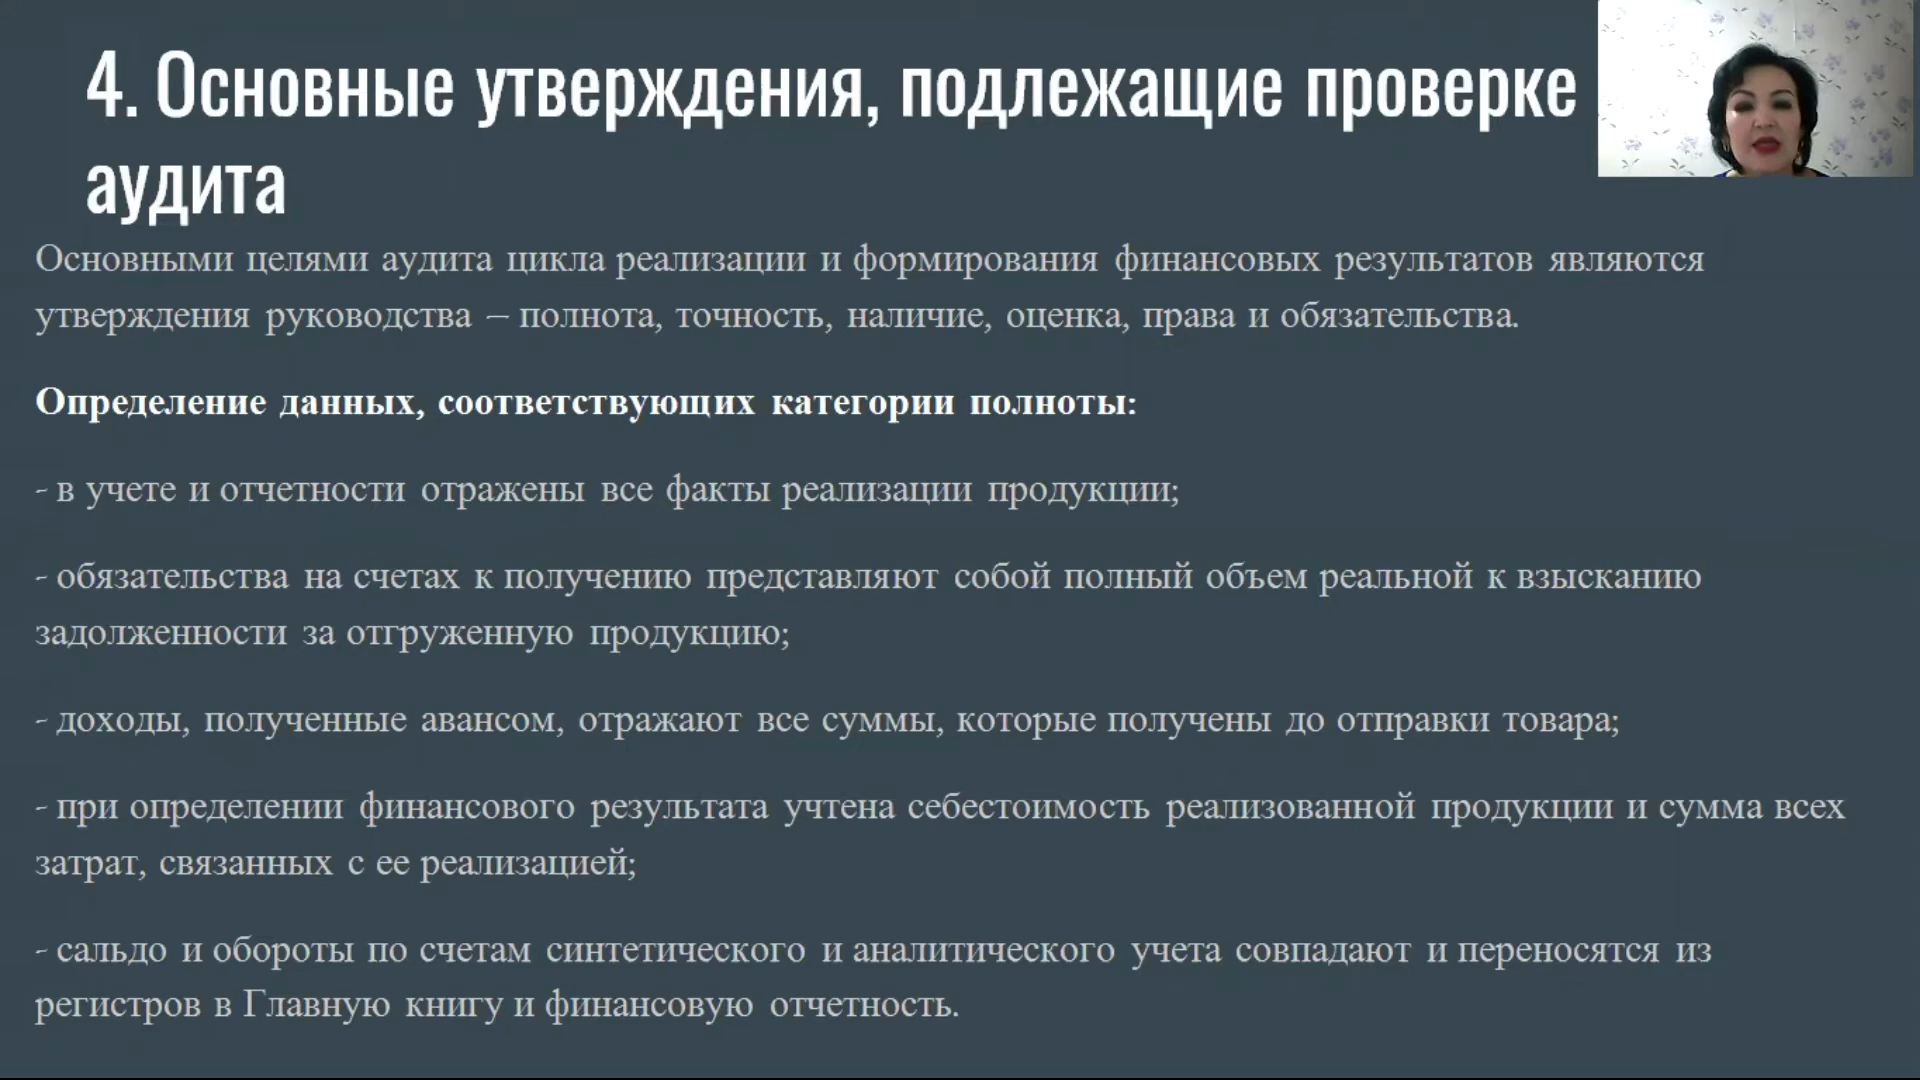 4. Основные утверждения, подлежащие проверке
аудита
Основными целями аудита цикла реализации и формирования финансовых результатов являются
утверждения руководства – полнота, точность, наличие, оценка, права и обязательства.
Определение данных, соответствующих категории полноты:
- в учете и отчетности отражены все факты реализации продукции;
- обязательства на счетах к получению представляют собой полный объем реальной к взысканию
задолженности за отгруженную продукцию;
- доходы, полученные авансом, отражают все суммы, которые получены до отправки товара;
- при определении финансового результата учтена себестоимость реализованной продукции и сумма всех
затрат, связанных с ее реализацией;
- сальдо и обороты по счетам синтетического и аналитического учета совпадают и переносятся из
регистров в Главную книгу и финансовую отчетность.